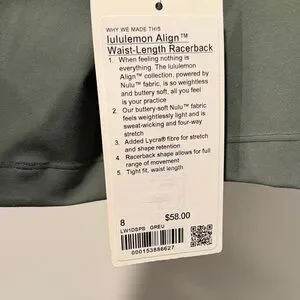 WHY WE MADE THIS
lululemon Align™
Waist-Length Racerback
1. When feeling nothing is
everything. The lululemon
Align™ collection, powered by
Nulu™ fabric, is so weightless
and buttery soft, all you feel
is your practice
2. Our buttery-soft Nulu™ fabric
feels weightlessly light and is
sweat-wicking and four-way
stretch
3. Added Lycra® fibre for stretch
and shape retention
4. Racerback shape allows for full
range of movement
5. Tight fit, waist length
8 $58.00
LW1DSPS GREU
000153886627